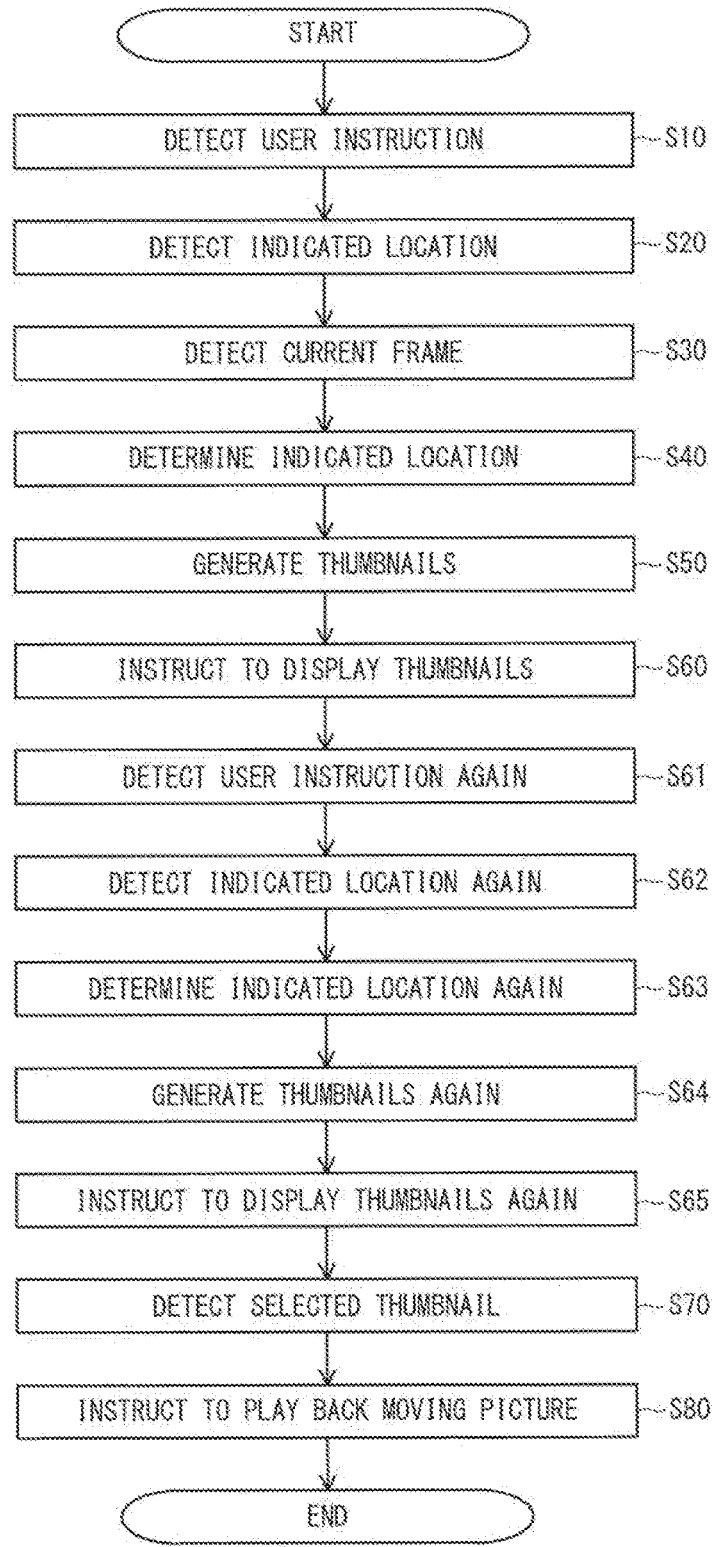 START
DETECT USER INSTRUCTION S10
DETECT INDICATED LOCATION S20
DETECT CURRENT FRAME S30
DETERMINE INDICATED LOCATION S40
GENERATE THUMBNAILS S50
INSTRUCT TO DISPLAY THUMBNAILS S60
DETECT USER INSTRUCTION AGAIN S61
DETECT INDICATED LOCATION AGAIN S62
DETERMINE INDICATED LOCATION AGAIN S63
GENERATE THUMBNAILS AGAIN S64
INSTRUCT TO DISPLAY THUMBNAILS AGAIN S65
DETECT SELECTED THUMBNAIL S70
INSTRUCT TO PLAY BACK MOVING PICTURE S80
END